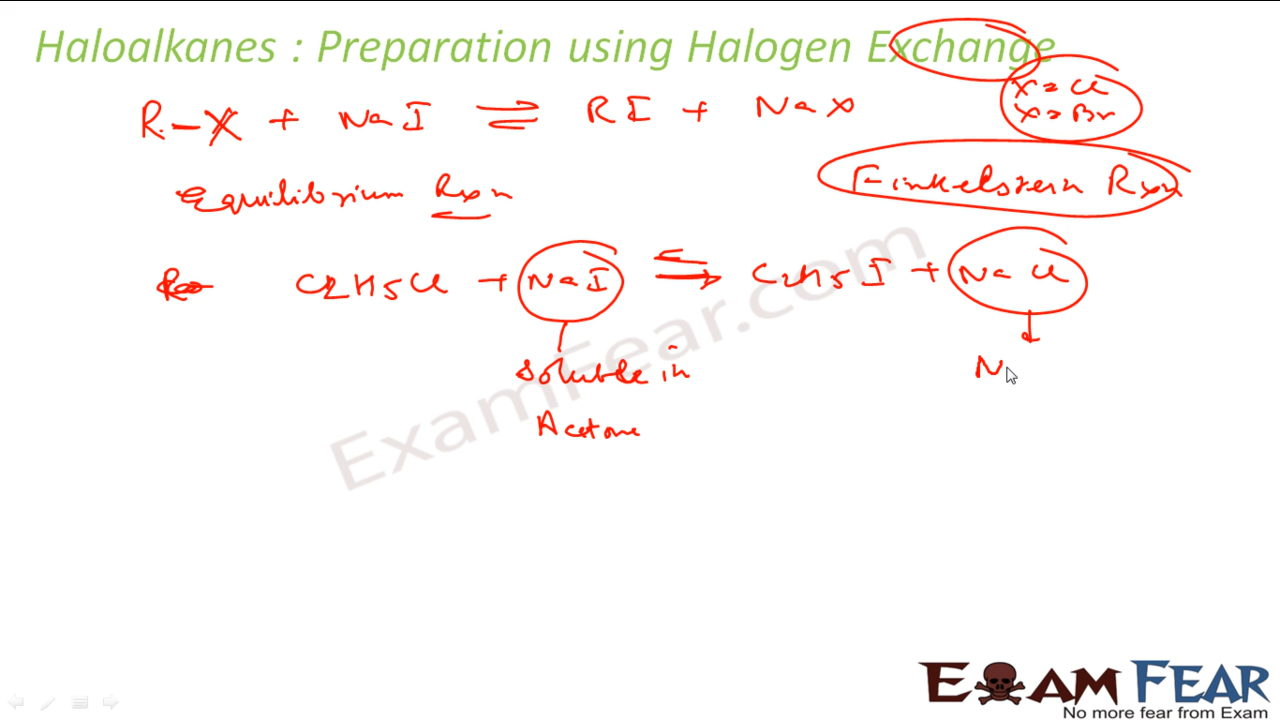 Haloalkanes : Preparation using Halogen Exchange
R-X + NaI ⇌ RI + NaX
X = Cl
X = Br
Equilibrium Rxn
Finkelstein Rxn
C2H5Cl + NaI ⇌ C2H5I + NaCl
Soluble in
Acetone
N
ExamFear.com
EXAM FEAR
No more fear from Exam